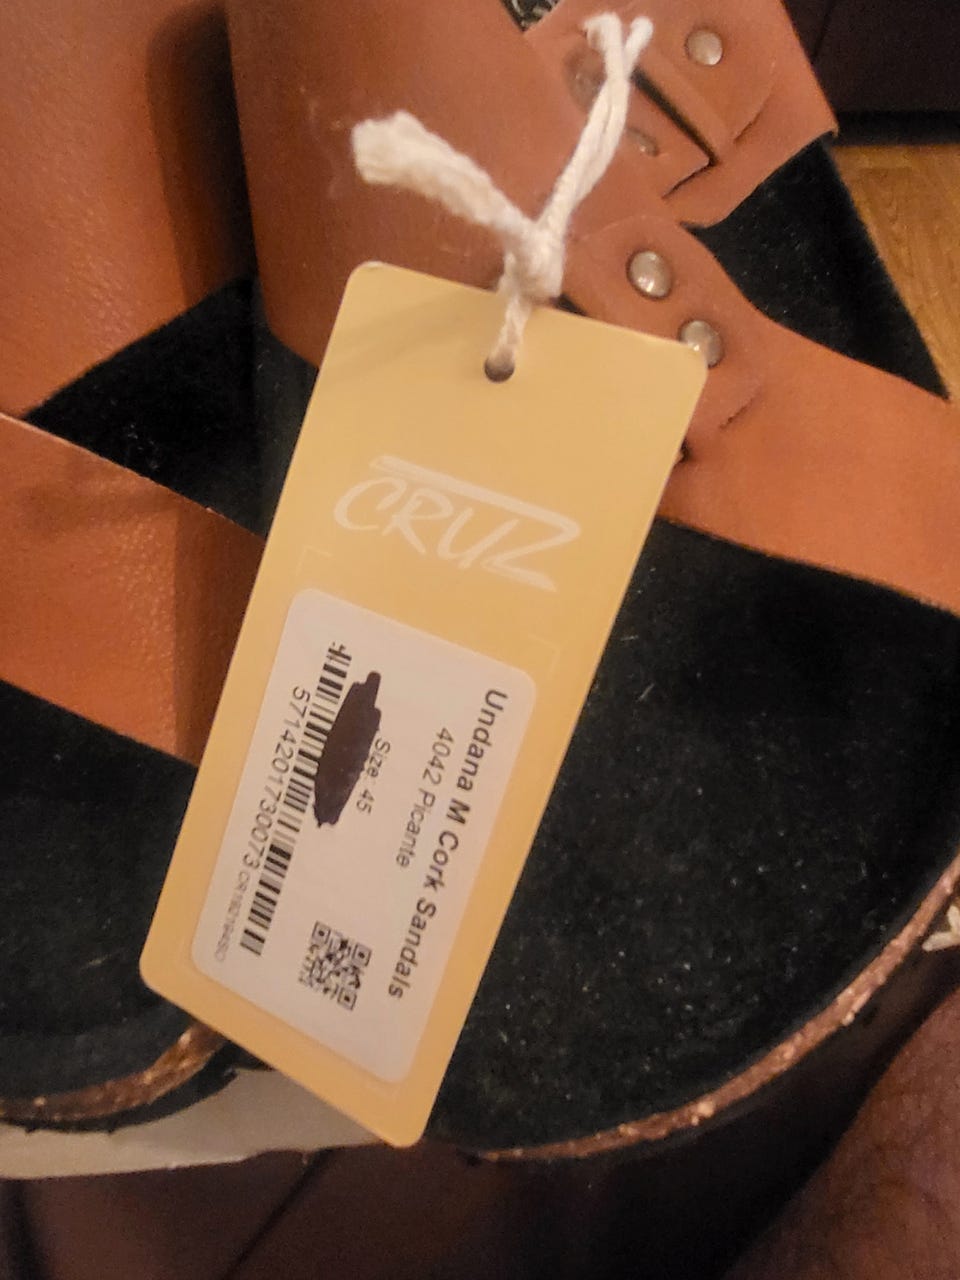 CRUZ
Undana M Cork Sandals
4042 Picante
Size: 45
5714201730073